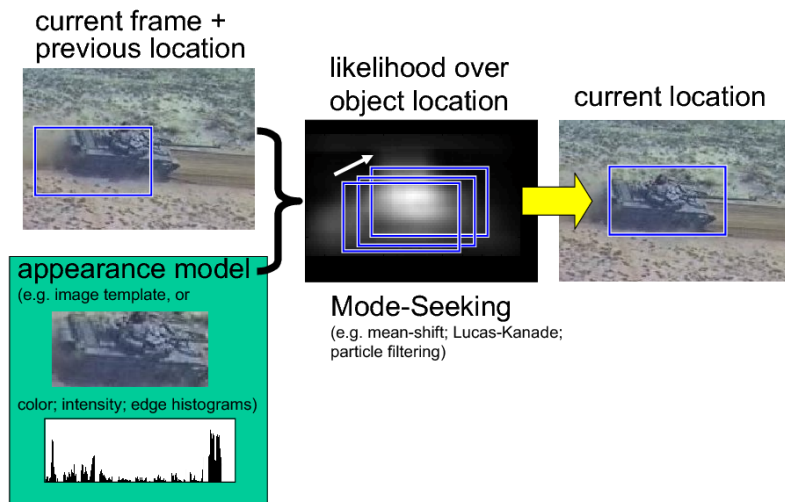 current frame +
previous location
likelihood over
object location
current location
appearance model
(e.g. image template, or
color; intensity; edge histograms)
Mode-Seeking
(e.g. mean-shift; Lucas-Kanade;
particle filtering)